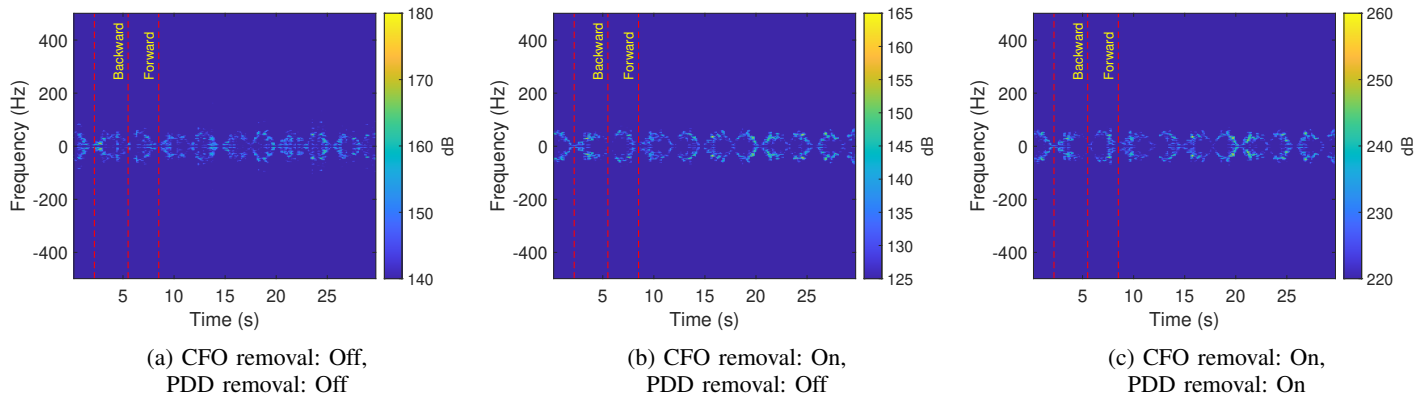 500
400
200
0
-200
-400
Frequency (Hz)
5
10
15
20
25
Time (s)
Backward
Forward
180
170
160
150
140
dB
(a) CFO removal: Off,
PDD removal: Off
400
200
0
-200
-400
Frequency (Hz)
5
10
15
20
25
Time (s)
Backward
Forward
165
160
155
150
145
140
135
130
125
dB
(b) CFO removal: On,
PDD removal: Off
400
200
0
-200
-400
Frequency (Hz)
5
10
15
20
25
Time (s)
Backward
Forward
260
250
240
230
220
dB
(c) CFO removal: On,
PDD removal: On